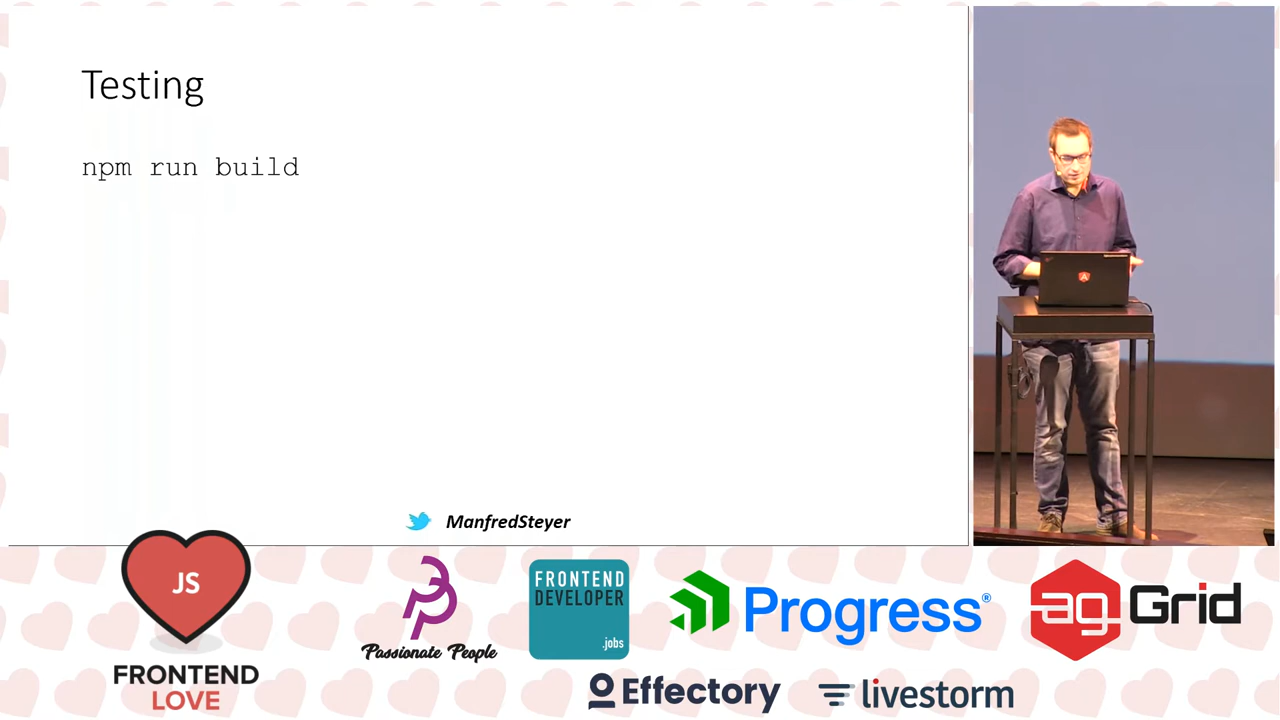 Testing
npm run build
ManfredSteyer
JS
FRONTEND
LOVE
Passionate People
FRONTEND
DEVELOPER
.jobs
Progress®
ag Grid
Effectory
livestorm